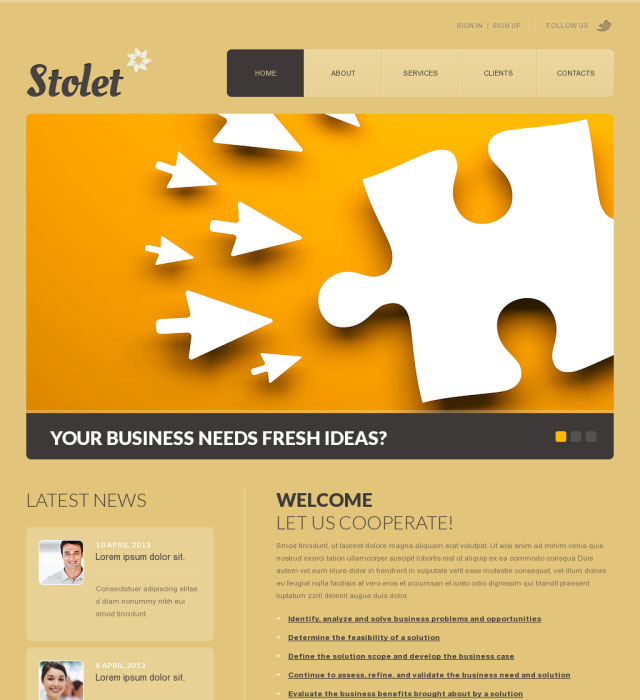 SIGN IN | SIGN UP
FOLLOW US
Stolet
HOME
ABOUT
SERVICES
CLIENTS
CONTACTS
YOUR BUSINESS NEEDS FRESH IDEAS?
LATEST NEWS
10 APRIL, 2013
Lorem ipsum dolor sit.
Consectetuer adipiscing elitse
d diam nonummy nibh eui
smod tincidunt.
8 APRIL, 2013
Lorem ipsum dolor sit.
WELCOME
LET US COOPERATE!
Smod tincidunt. ut laoreet dolore magna aliquam erat volutpat. Ut wisi enim ad minim venia quis
nostrud exerci tation ullamcorper suscipit lobortis nisl ut aliquip ex ea commodo consqua Duis
autem vel eum iriure dolor in hendrerit in vulputate velit esse molestie consequat, vel illum dolore
eu feugiat nulla facilisis at vero eros et accumsan et iusto odio dignissim qui blandit praesent
luptatum zzril delenit augue duis dolor.
Identify, analyze and solve business problems and opportunities
Determine the feasibility of a solution
Define the solution scope and develop the business case
Continue to assess, refine, and validate the business need and solution
Evaluate the business benefits brought about by a solution